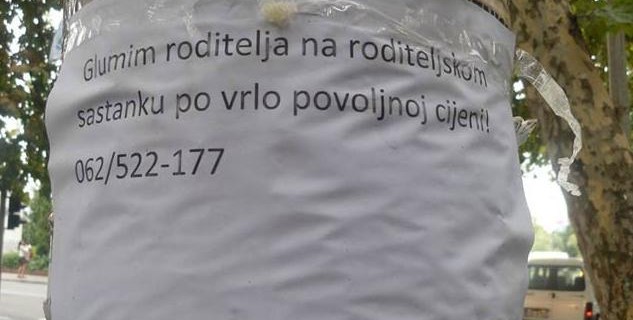 Glumim roditelja na roditeljskom
sastanku po vrlo povoljnoj cijeni!
062/522-177